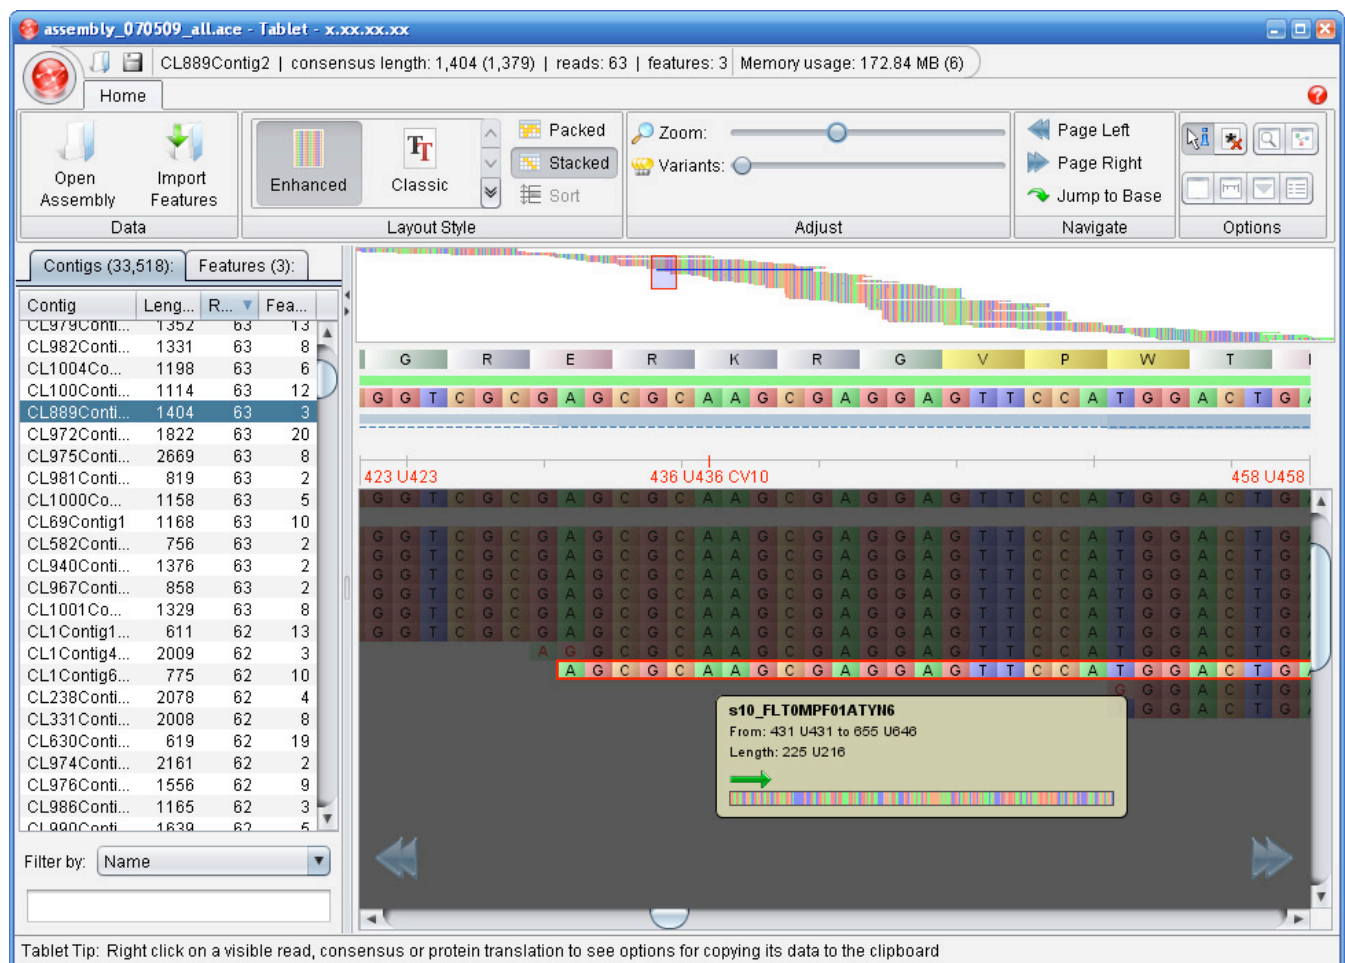 assembly_070509_all.ace - Tablet - x.xx.xx.xx
CL889Contig2 | consensus length: 1,404 (1,379) | reads: 63 | features: 3 Memory usage: 172.84 MB (6)
Home
Open Assembly
Import Features
Data
Enhanced
Classic
Packed
Stacked
Sort
Layout Style
Zoom:
Variants:
Adjust
Page Left
Page Right
Jump to Base
Navigate
Options
Contigs (33,518): Features (3):
Contig Leng... R... Fea...
CL979Conti... 1352 63 13
CL982Conti... 1331 63 8
CL1004Co... 1198 63 6
CL100Conti... 1114 63 12
CL889Conti... 1404 63 3
CL972Conti... 1822 63 20
CL975Conti... 2669 63 8
CL981Conti... 819 63 2
CL1000Co... 1158 63 5
CL69Contig1 1168 63 10
CL582Conti... 756 63 2
CL940Conti... 1376 63 2
CL967Conti... 858 63 2
CL1001Co... 1329 63 8
CL1Contig1... 611 62 13
CL1Contig4... 2009 62 3
CL1Contig6... 775 62 10
CL238Conti... 2078 62 4
CL331Conti... 2008 62 8
CL630Conti... 619 62 19
CL974Conti... 2161 62 2
CL976Conti... 1556 62 9
CL986Conti... 1165 62 3
CL990Conti... 1639 62 5
Filter by: Name
G R E R K R G V P W T
G G T C G C G A G C G C A A G C G A G G A G T T C C A T G G A C T G A
423 U423 436 U436 CV10 458 U458
G G T C G C G A G C G C A A G C G A G G A G T T C C A T G G A C T G A
G G T C G C G A G C G C A A G C G A G G A G T T C C A T G G A C T G A
G G T C G C G A G C G C A A G C G A G G A G T T C C A T G G A C T G A
G G T C G C G A G C G C A A G C G A G G A G T T C C A T G G A C T G A
G G T C G C G A G C G C A A G C G A G G A G T T C C A T G G A C T G A
G G T C G C G A G C G C A A G C G A G G A G T T C C A T G G A C T G A
G G T C G C G A G C G C A A G C G A G G A G T T C C A T G G A C T G A
A G G C G C A A G C G A G G A G T T C C A T G G A C T G A
A G C G C A A G C G A G G A G T T C C A T G G A C T G A
G G G A C T G A
G G A C T G A
s10_FLT0MPF01ATYN6
From: 431 U431 to 655 U646
Length: 225 U216
Tablet Tip: Right click on a visible read, consensus or protein translation to see options for copying its data to the clipboard